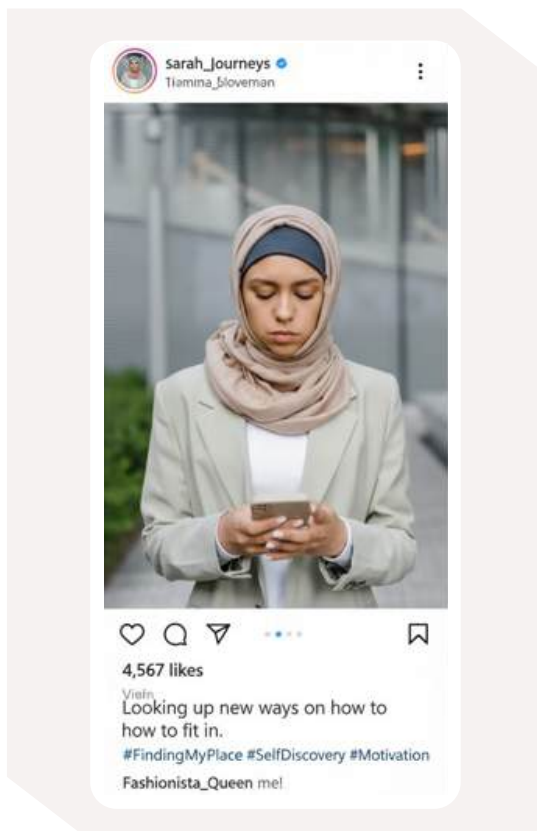 sarah_Journeys
4,567 likes
Looking up new ways on how to
how to fit in.
#FindingMyPlace #SelfDiscovery #Motivation
Fashionista_Queen me!